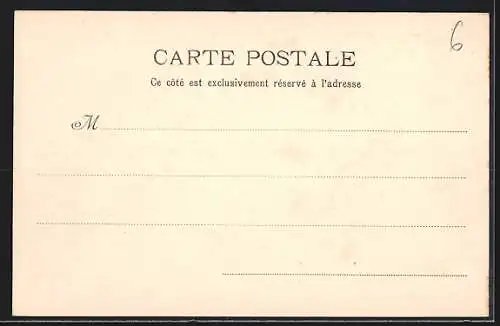 6
CARTE POSTALE
Ce côté est exclusivement réservé à l'adresse
M